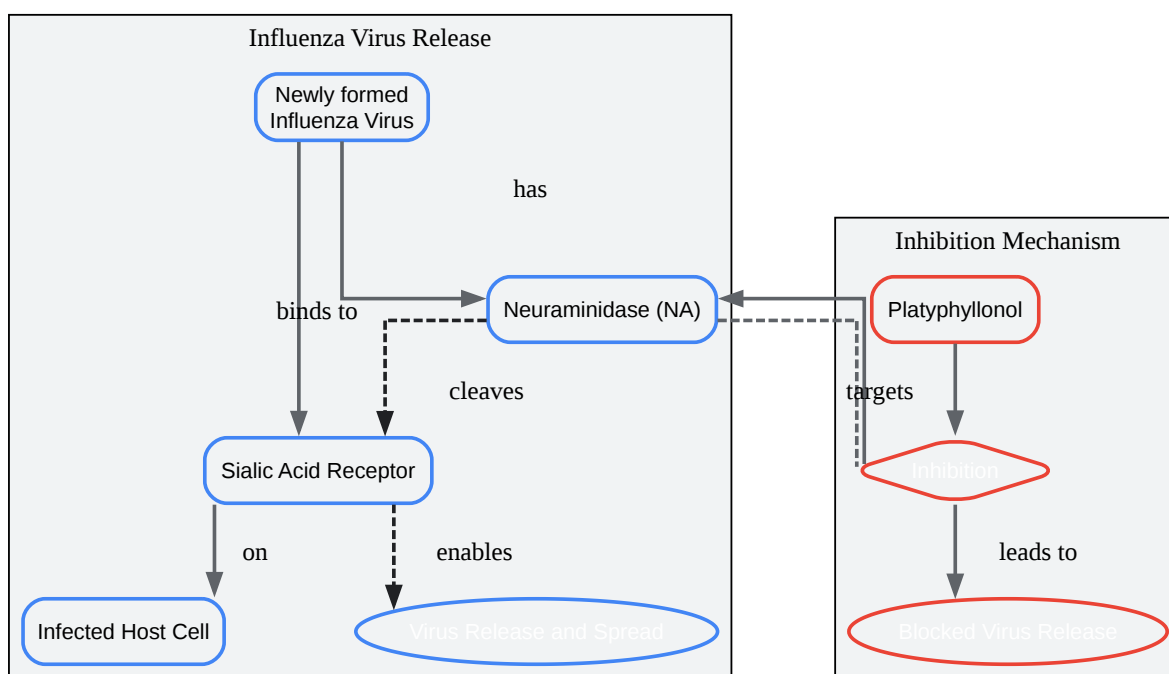 Influenza Virus Release
Newly formed
Influenza Virus
has
Inhibition Mechanism
binds to
Neuraminidase (NA)
Platyphyllonol
cleaves
targets
Sialic Acid Receptor
Inhibition
on
enables
leads to
Infected Host Cell
Virus Release and Spread
Blocked Virus Release